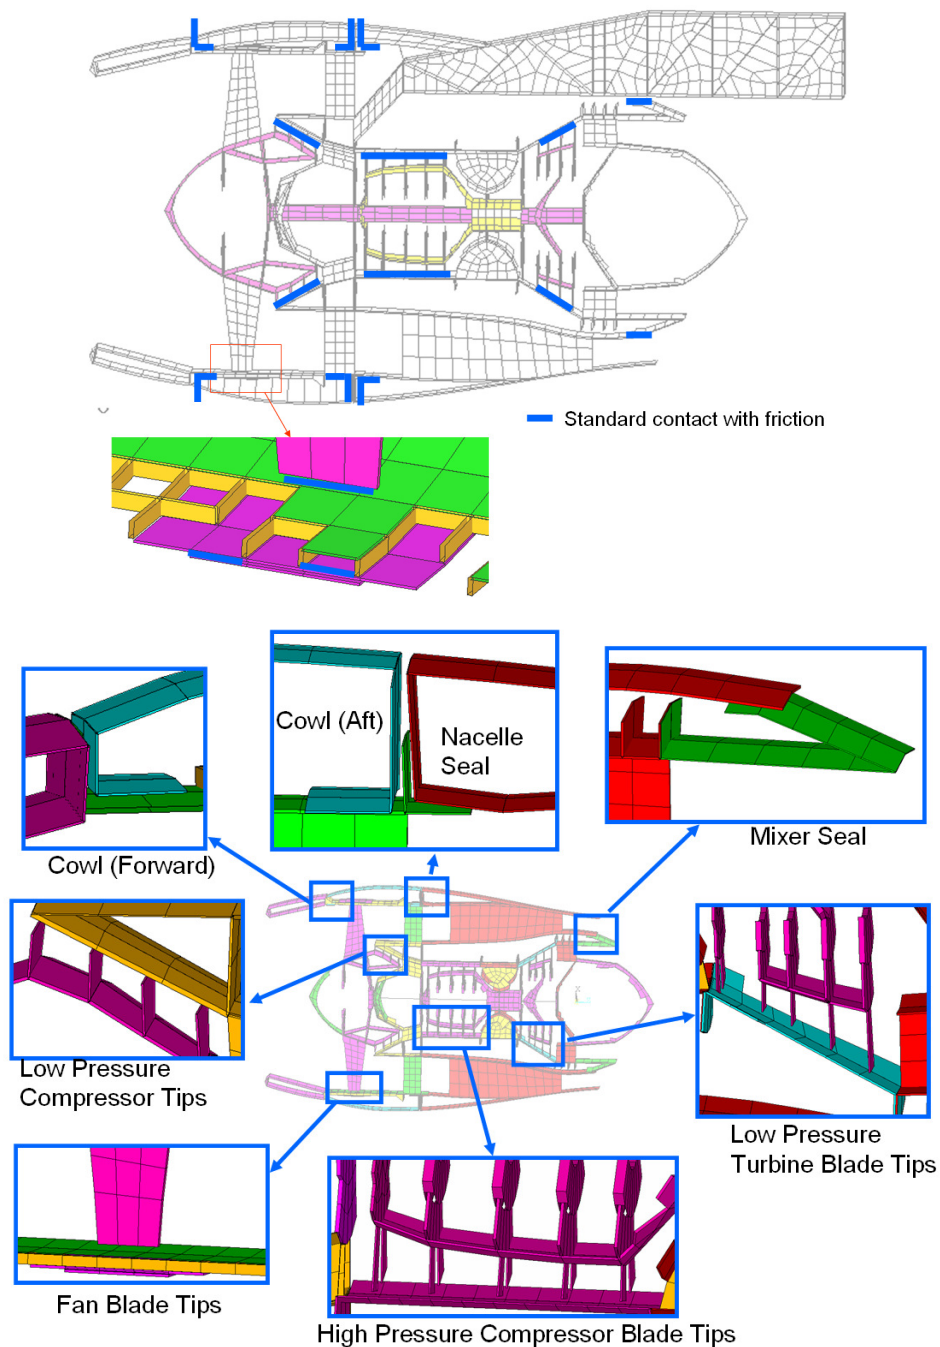 Standard contact with friction
Cowl (Aft)
Nacelle
Seal
Cowl (Forward)
Mixer Seal
Low Pressure
Compressor Tips
Low Pressure
Turbine Blade Tips
Fan Blade Tips
High Pressure Compressor Blade Tips